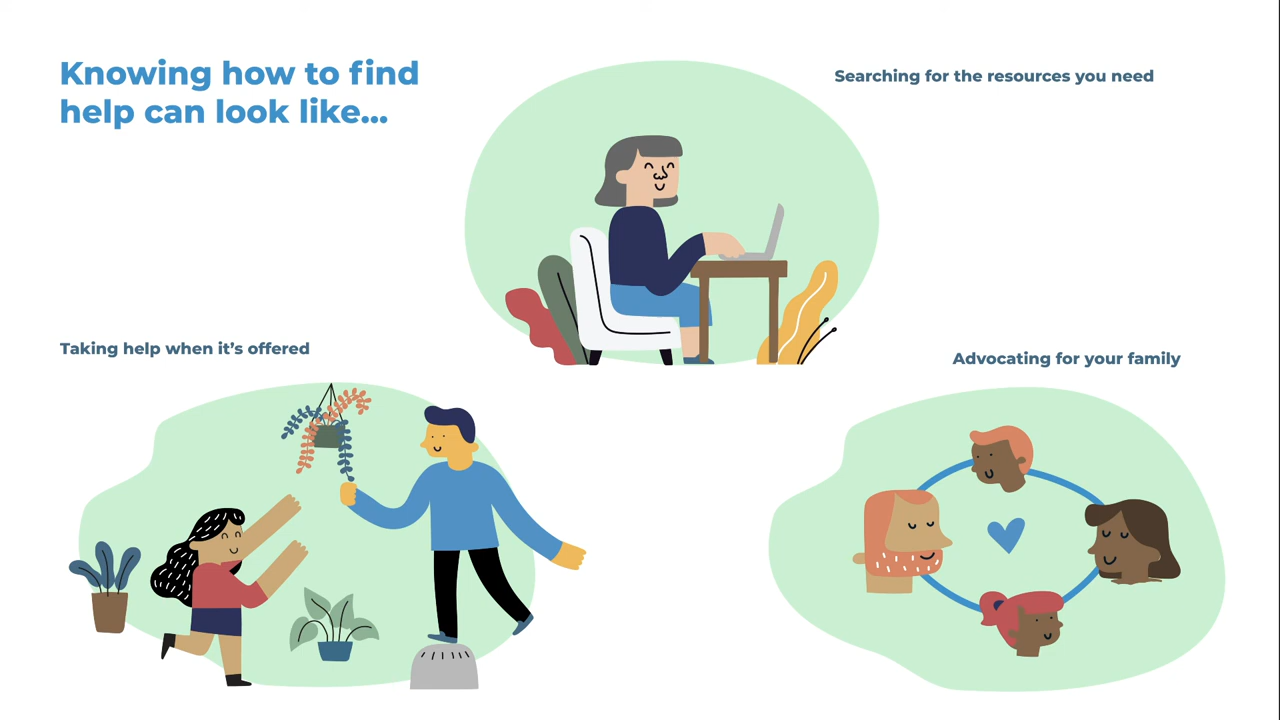 Knowing how to find
help can look like...
Searching for the resources you need
Taking help when it’s offered
Advocating for your family